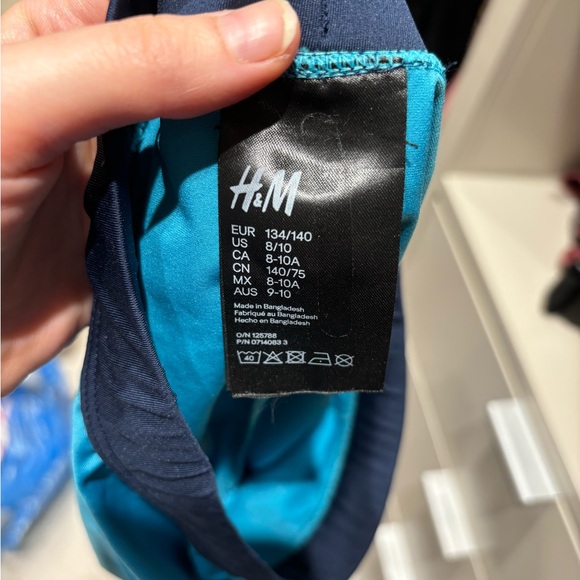 H&M
EUR 134/140
US 8/10
CA 8-10A
CN 140/75
MX 8-10A
AUS 9-10
Made in Bangladesh
Fabriqué au Bangladesh
Hecho en Bangladesh
O/N 125788
P/N 0714083 3
40